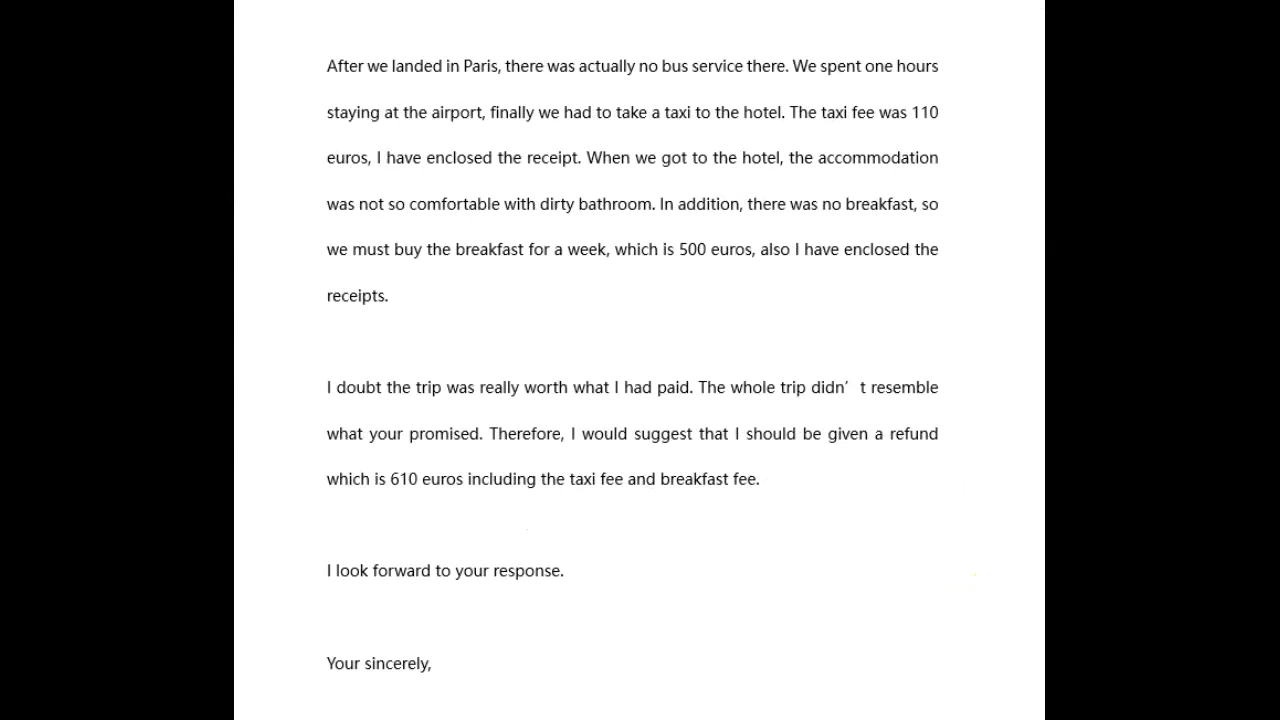 After we landed in Paris, there was actually no bus service there. We spent one hours
staying at the airport, finally we had to take a taxi to the hotel. The taxi fee was 110
euros, I have enclosed the receipt. When we got to the hotel, the accommodation
was not so comfortable with dirty bathroom. In addition, there was no breakfast, so
we must buy the breakfast for a week, which is 500 euros, also I have enclosed the
receipts.
I doubt the trip was really worth what I had paid. The whole trip didn’ t resemble
what your promised. Therefore, I would suggest that I should be given a refund
which is 610 euros including the taxi fee and breakfast fee.
I look forward to your response.
Your sincerely,